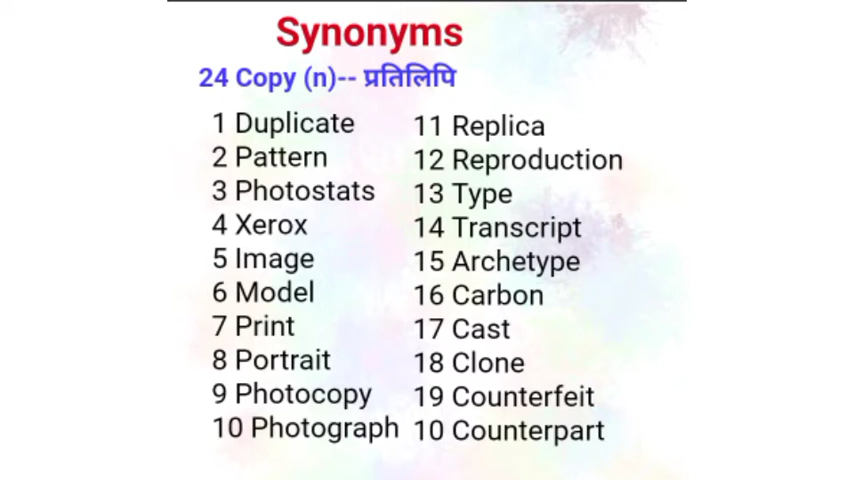 Synonyms
24 Copy (n)-- प्रतिलिपि
1 Duplicate
2 Pattern
3 Photostats
4 Xerox
5 Image
6 Model
7 Print
8 Portrait
9 Photocopy
10 Photograph
11 Replica
12 Reproduction
13 Type
14 Transcript
15 Archetype
16 Carbon
17 Cast
18 Clone
19 Counterfeit
10 Counterpart